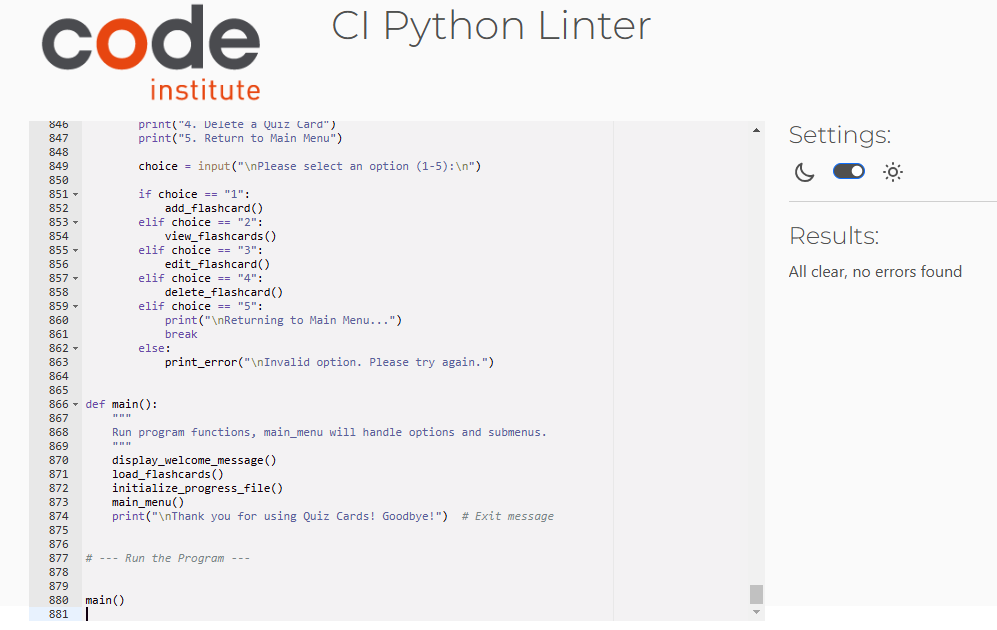 code
institute
CI Python Linter
846 print("4. Delete a Quiz Card")
847 print("5. Return to Main Menu")
848
849 choice = input("\nPlease select an option (1-5):\n")
850
851 if choice == "1":
852 add_flashcard()
853 elif choice == "2":
854 view_flashcards()
855 elif choice == "3":
856 edit_flashcard()
857 elif choice == "4":
858 delete_flashcard()
859 elif choice == "5":
860 print("\nReturning to Main Menu...")
861 break
862 else:
863 print_error("\nInvalid option. Please try again.")
864
865
866 def main():
867 """
868 Run program functions, main_menu will handle options and submenus.
869 """
870 display_welcome_message()
871 load_flashcards()
872 initialize_progress_file()
873 main_menu()
874 print("\nThank you for using Quiz Cards! Goodbye!")  # Exit message
875
876
877 # --- Run the Program ---
878
879
880 main()
881
Settings:
Results:
All clear, no errors found